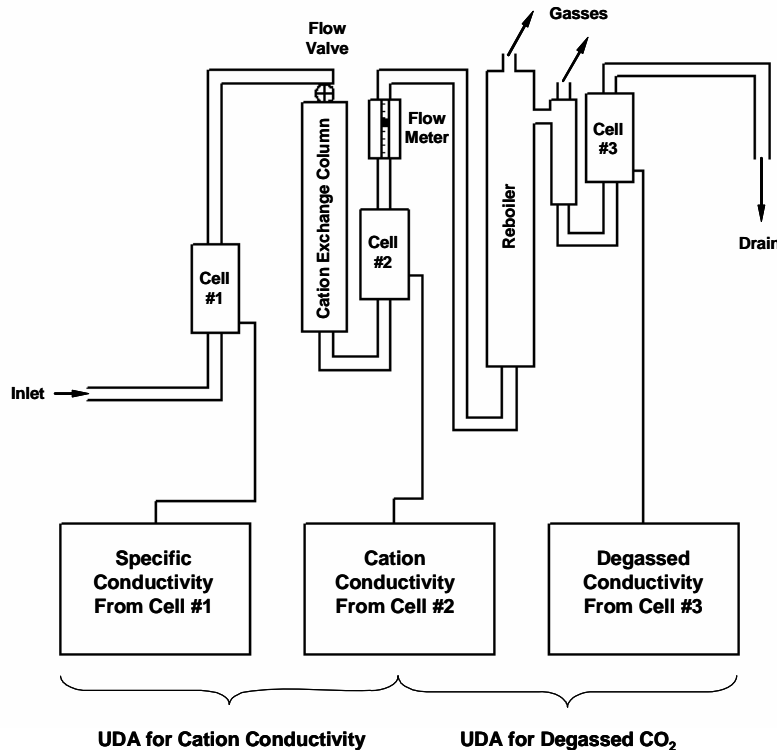 Gasses
Flow
Valve
Flow
Meter
Cell
#3
Cation Exchange Column
Reboiler
Cell
#2
Cell
#1
Drain
Inlet
Specific
Conductivity
From Cell #1
Cation
Conductivity
From Cell #2
Degassed
Conductivity
From Cell #3
UDA for Cation Conductivity
UDA for Degassed CO₂